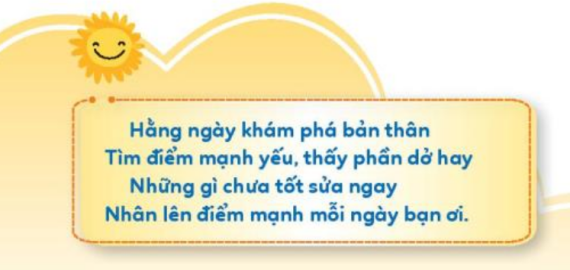 Hằng ngày khám phá bản thân
Tìm điểm mạnh yếu, thấy phần dở hay
Những gì chưa tốt sửa ngay
Nhân lên điểm mạnh mỗi ngày bạn ơi.